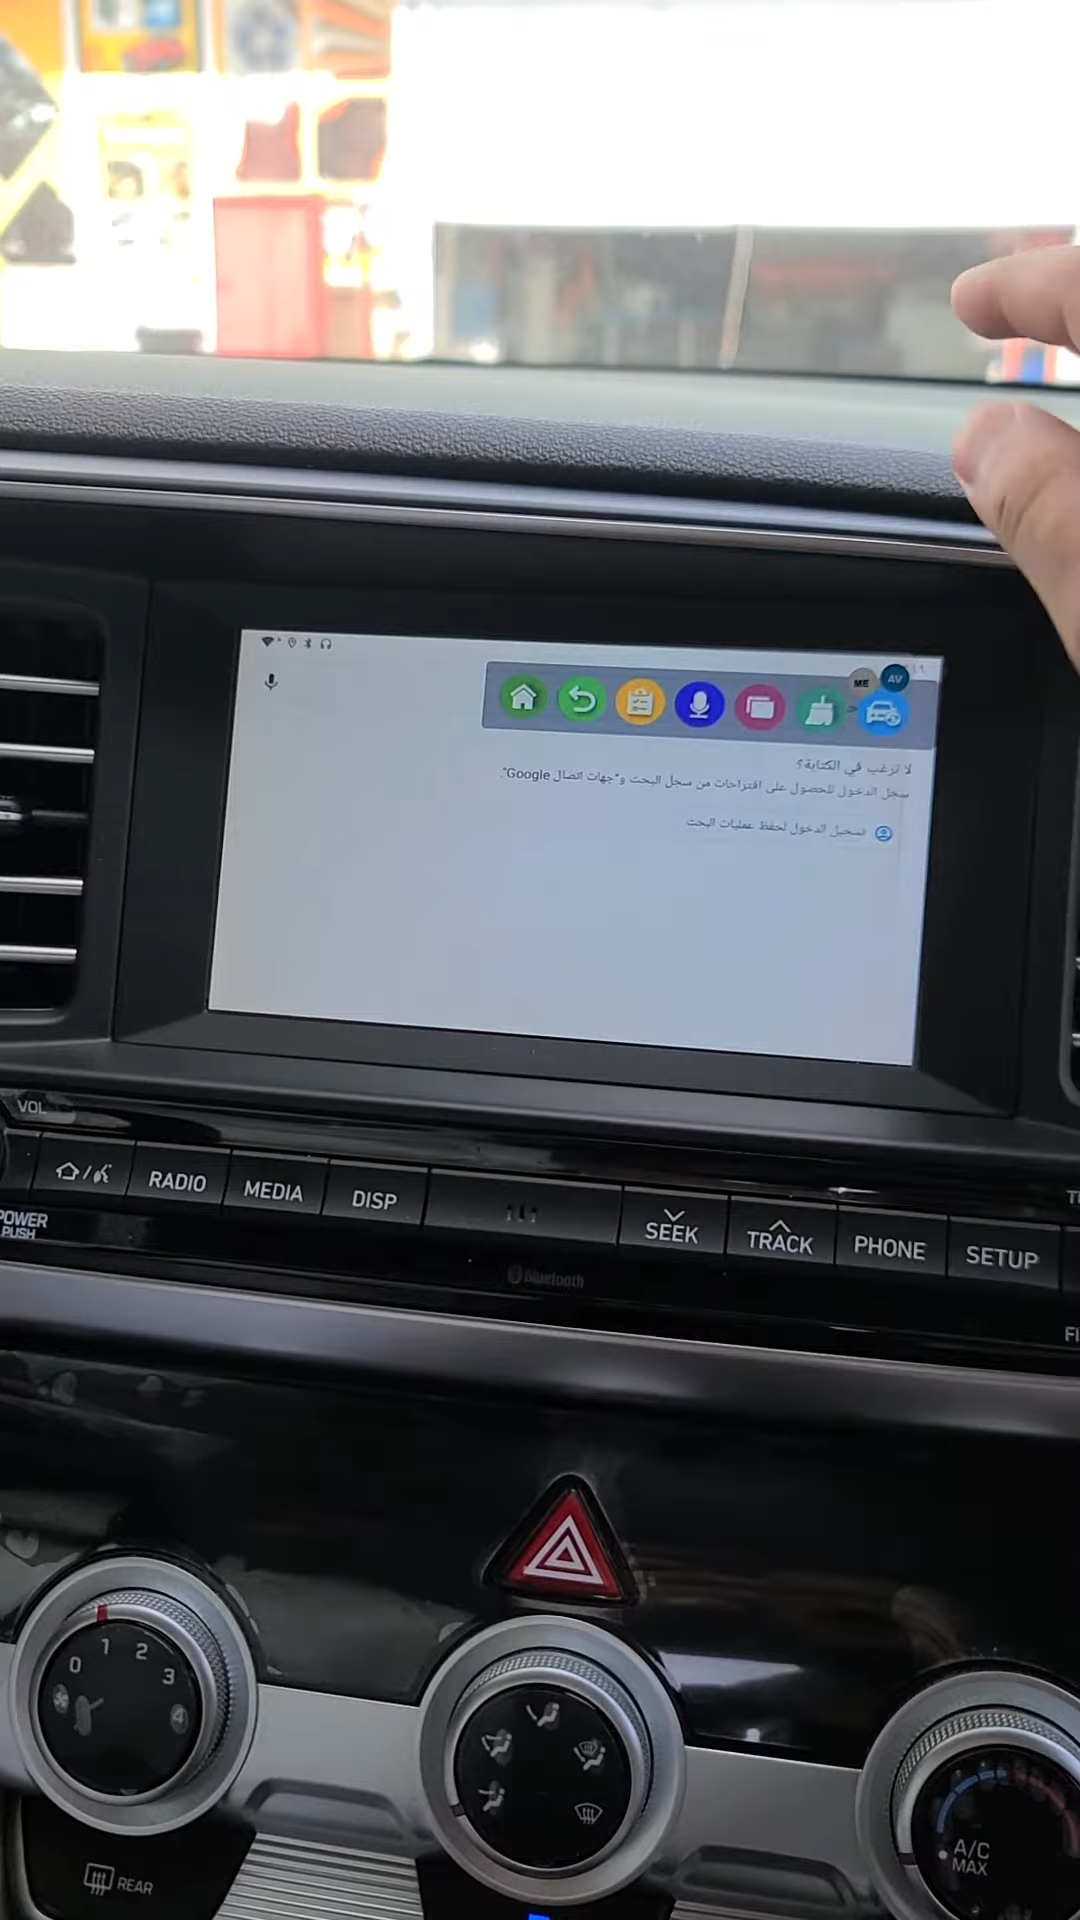 ME
AV
لا ترغب في الكتابة؟
سجّل الدخول للحصول على اقتراحات من سجل البحث و"جهات اتصال Google".
تسجيل الدخول لحفظ عمليات البحث
VOL
RADIO
MEDIA
DISP
SEEK
TRACK
PHONE
SETUP
POWER
PUSH
Bluetooth
0
1
2
3
4
A/C
MAX
REAR